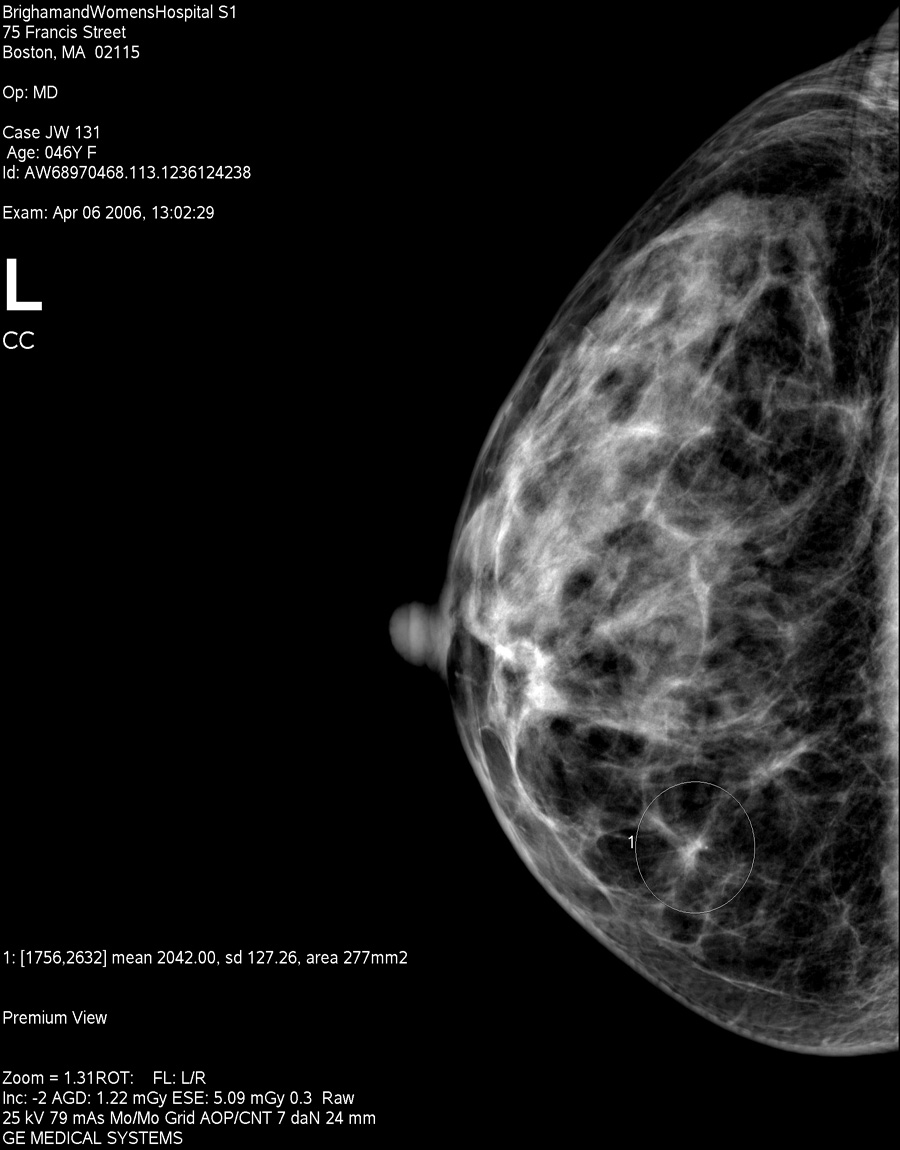 BrighamandWomensHospital S1
75 Francis Street
Boston, MA 02115
Op: MD
Case JW 131
Age: 046Y F
Id: AW68970468.113.1236124238
Exam: Apr 06 2006, 13:02:29
L
CC
1
1: [1756,2632] mean 2042.00, sd 127.26, area 277mm2
Premium View
Zoom = 1.31ROT: FL: L/R
Inc: -2 AGD: 1.22 mGy ESE: 5.09 mGy 0.3 Raw
25 kV 79 mAs Mo/Mo Grid AOP/CNT 7 daN 24 mm
GE MEDICAL SYSTEMS